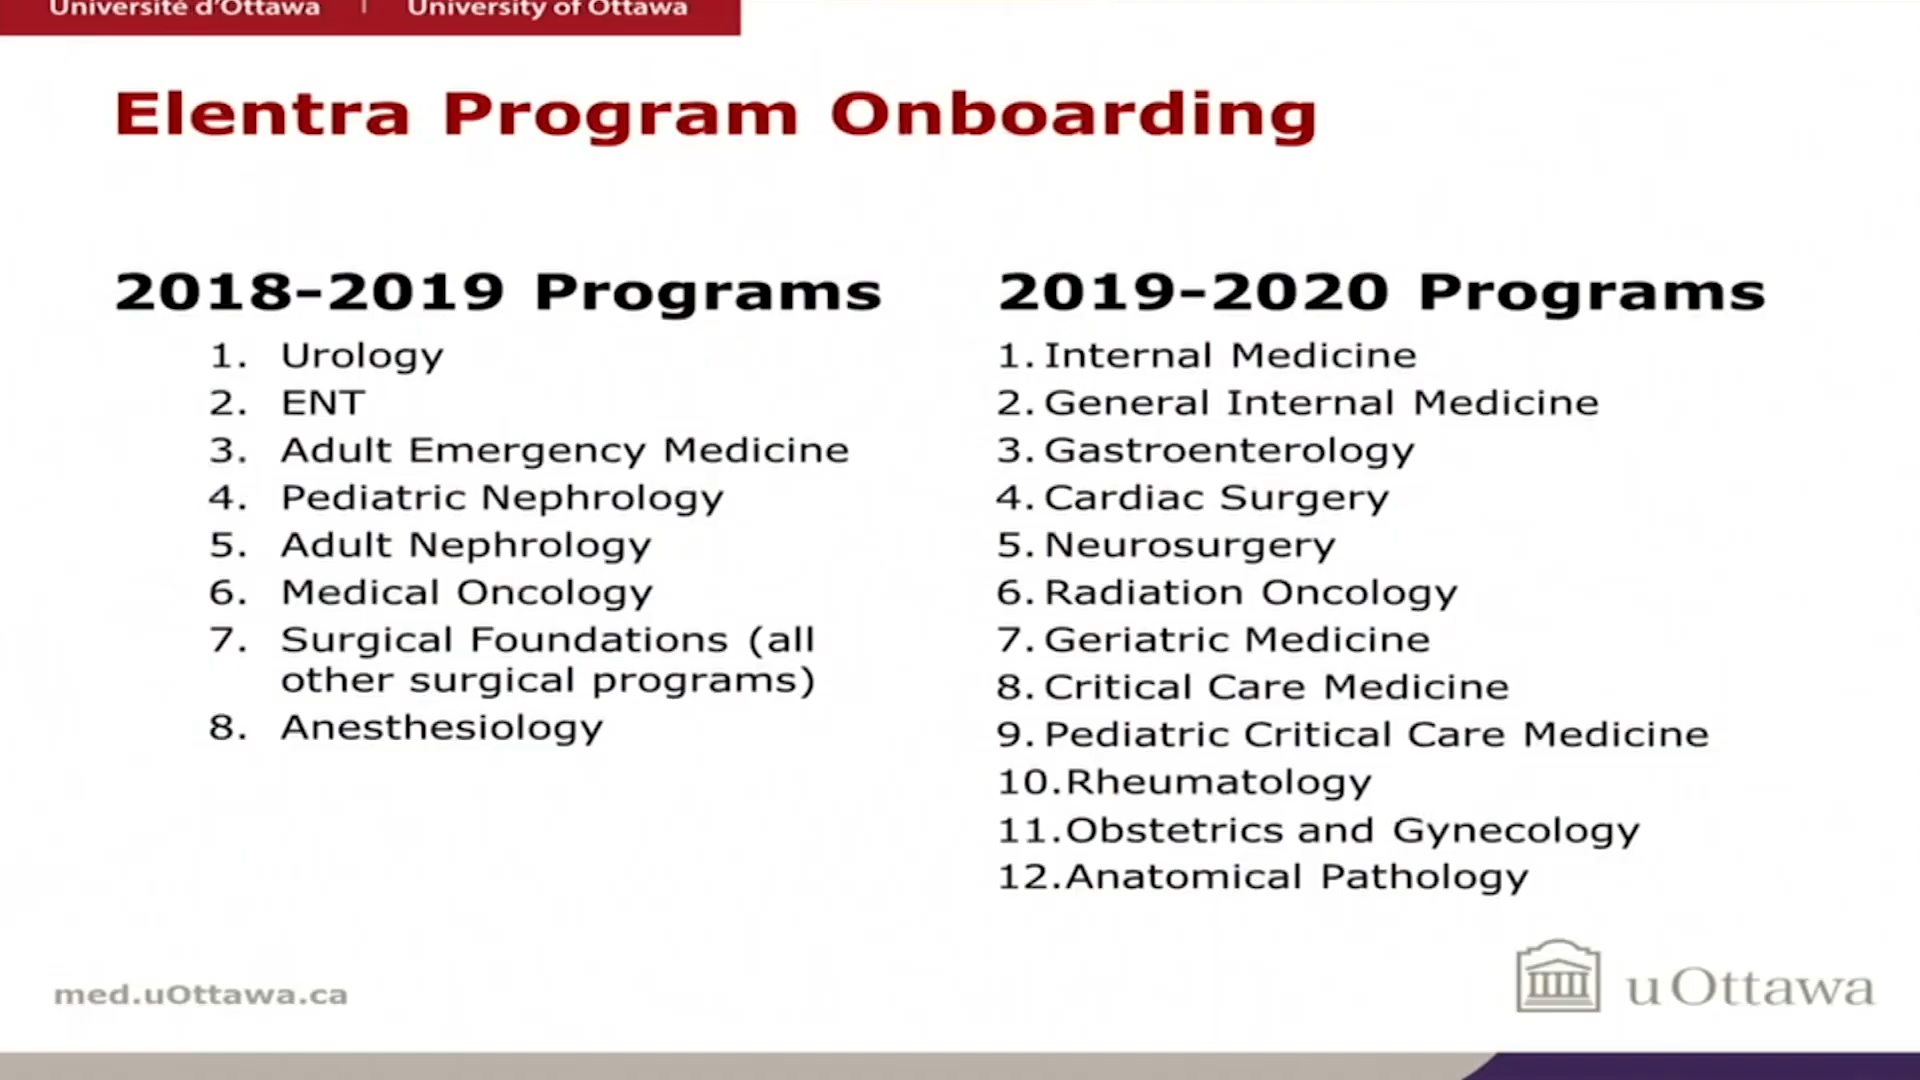 Université d'Ottawa | University of Ottawa
Elentra Program Onboarding
2018-2019 Programs
1. Urology
2. ENT
3. Adult Emergency Medicine
4. Pediatric Nephrology
5. Adult Nephrology
6. Medical Oncology
7. Surgical Foundations (all
other surgical programs)
8. Anesthesiology
2019-2020 Programs
1. Internal Medicine
2. General Internal Medicine
3. Gastroenterology
4. Cardiac Surgery
5. Neurosurgery
6. Radiation Oncology
7. Geriatric Medicine
8. Critical Care Medicine
9. Pediatric Critical Care Medicine
10.Rheumatology
11.Obstetrics and Gynecology
12.Anatomical Pathology
med.uOttawa.ca
uOttawa